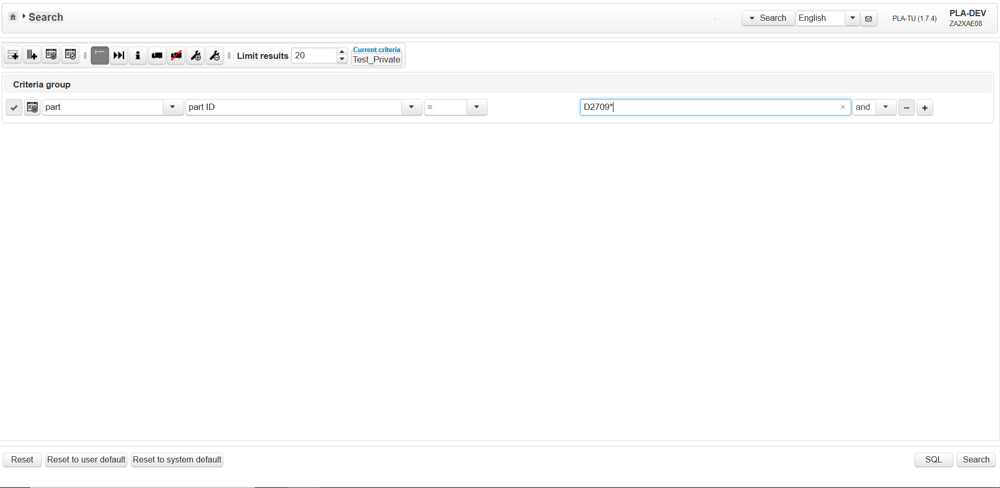 Search
Search
English
PLA-TU (1.7.4)
PLA-DEV
ZA2XAE08
Limit results
20
Current criteria
Test_Private
Criteria group
part
part ID
=
D2709*
and
Reset
Reset to user default
Reset to system default
SQL
Search